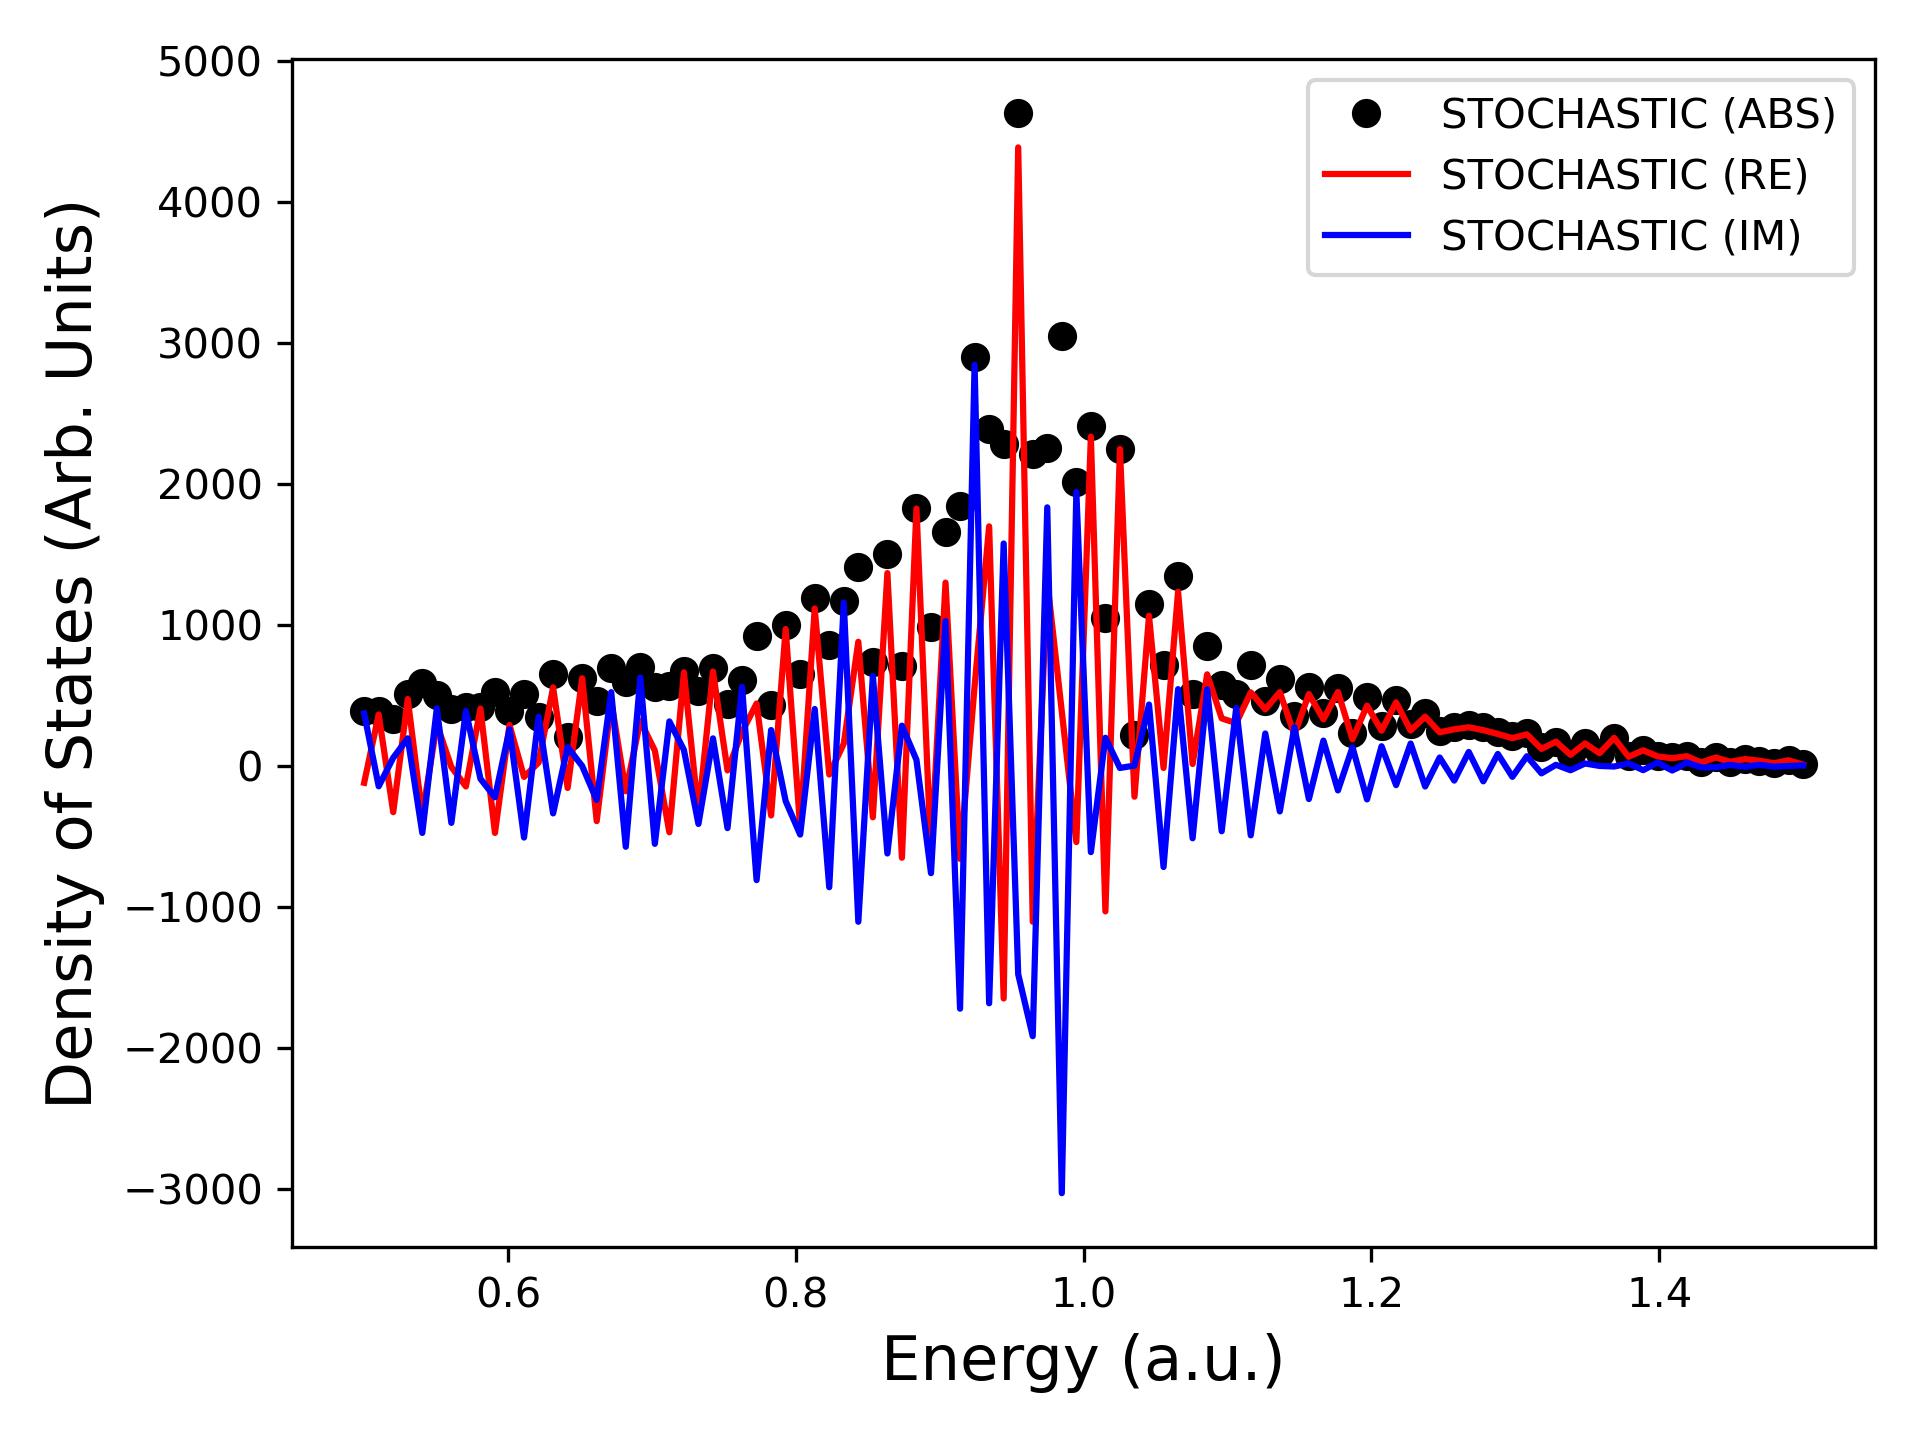 5000
4000
3000
2000
1000
0
−1000
−2000
−3000
Density of States (Arb. Units)
STOCHASTIC (ABS)
STOCHASTIC (RE)
STOCHASTIC (IM)
0.6 0.8 1.0 1.2 1.4
Energy (a.u.)